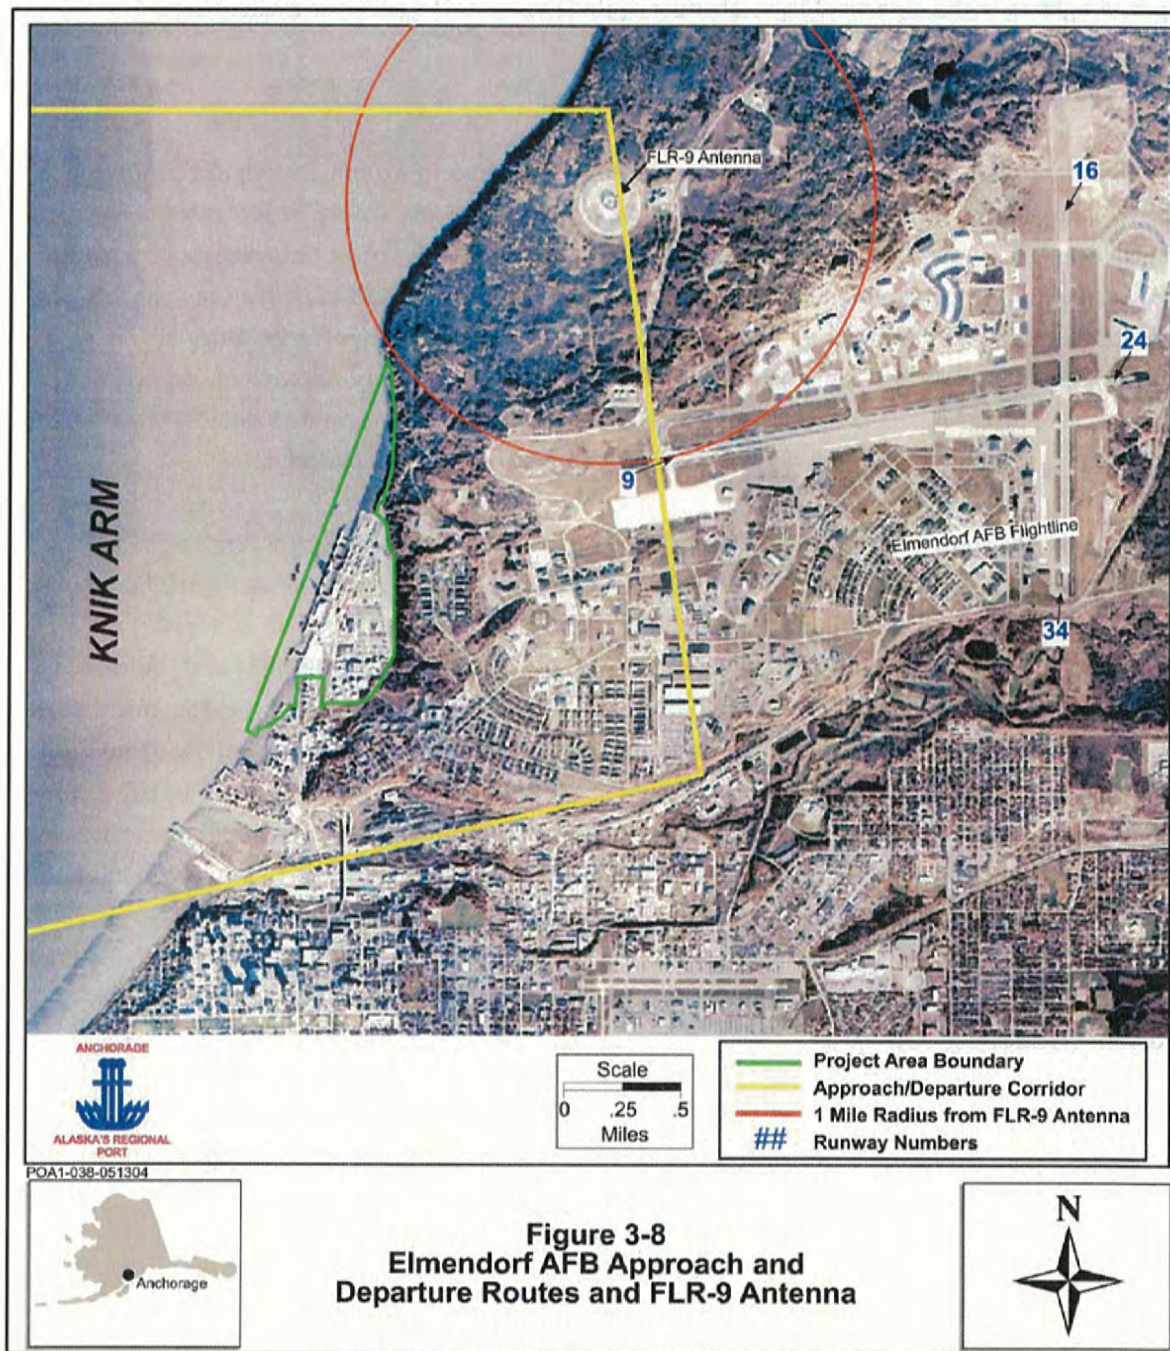 FLR-9 Antenna
16
24
9
KNIK ARM
Elmendorf AFB Flightline
34
ANCHORAGE
ALASKA'S REGIONAL
PORT
Scale
0 .25 .5
Miles
Project Area Boundary
Approach/Departure Corridor
1 Mile Radius from FLR-9 Antenna
## Runway Numbers
POA1-038-051304
Anchorage
Figure 3-8
Elmendorf AFB Approach and
Departure Routes and FLR-9 Antenna
N